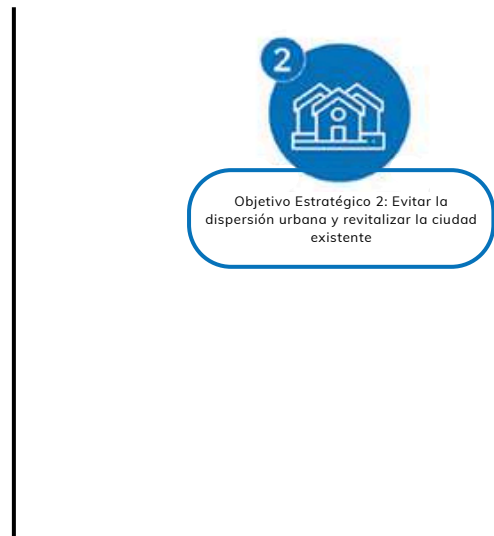 2
Objetivo Estratégico 2: Evitar la
dispersión urbana y revitalizar la ciudad
existente